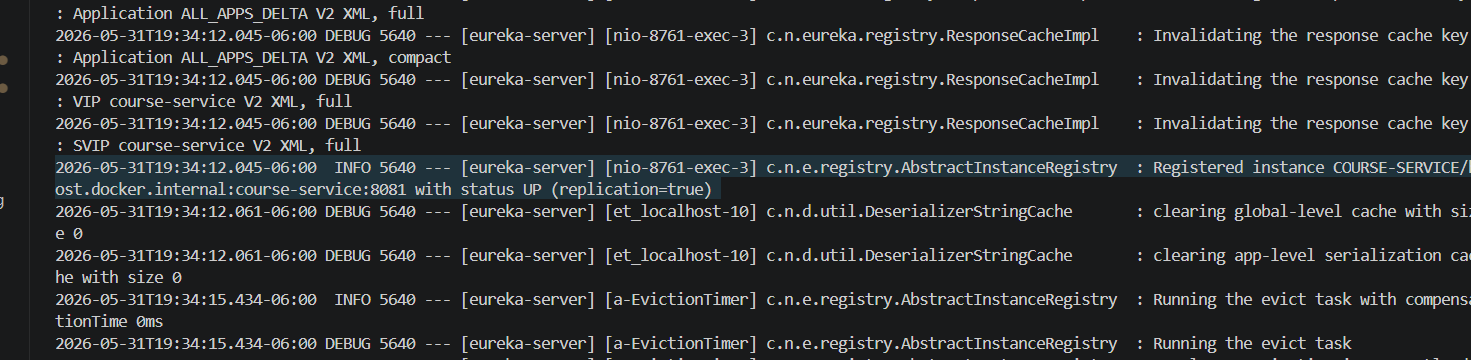 : Application ALL_APPS_DELTA V2 XML, full
2026-05-31T19:34:12.045-06:00 DEBUG 5640 --- [eureka-server] [nio-8761-exec-3] c.n.eureka.registry.ResponseCacheImpl    : Invalidating the response cache key
: Application ALL_APPS_DELTA V2 XML, compact
2026-05-31T19:34:12.045-06:00 DEBUG 5640 --- [eureka-server] [nio-8761-exec-3] c.n.eureka.registry.ResponseCacheImpl    : Invalidating the response cache key
: VIP course-service V2 XML, full
2026-05-31T19:34:12.045-06:00 DEBUG 5640 --- [eureka-server] [nio-8761-exec-3] c.n.eureka.registry.ResponseCacheImpl    : Invalidating the response cache key
: SVIP course-service V2 XML, full
2026-05-31T19:34:12.045-06:00  INFO 5640 --- [eureka-server] [nio-8761-exec-3] c.n.e.registry.AbstractInstanceRegistry  : Registered instance COURSE-SERVICE/
ost.docker.internal:course-service:8081 with status UP (replication=true)
2026-05-31T19:34:12.061-06:00 DEBUG 5640 --- [eureka-server] [et_localhost-10] c.n.d.util.DeserializerStringCache       : clearing global-level cache with siz
e 0
2026-05-31T19:34:12.061-06:00 DEBUG 5640 --- [eureka-server] [et_localhost-10] c.n.d.util.DeserializerStringCache       : clearing app-level serialization cac
he with size 0
2026-05-31T19:34:15.434-06:00  INFO 5640 --- [eureka-server] [a-EvictionTimer] c.n.e.registry.AbstractInstanceRegistry  : Running the evict task with compensa
tionTime 0ms
2026-05-31T19:34:15.434-06:00 DEBUG 5640 --- [eureka-server] [a-EvictionTimer] c.n.e.registry.AbstractInstanceRegistry  : Running the evict task